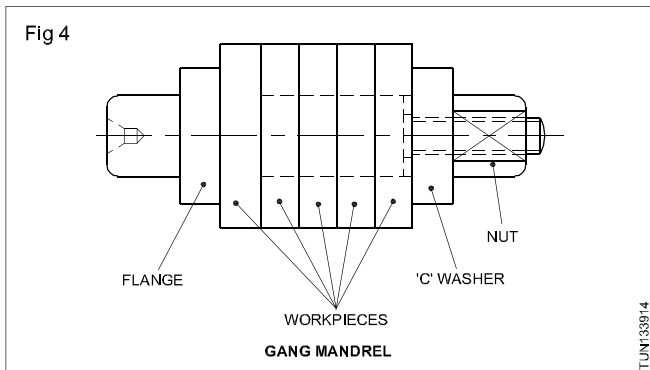 Fig 4
NUT
FLANGE
'C' WASHER
WORKPIECES
GANG MANDREL
TUN133914